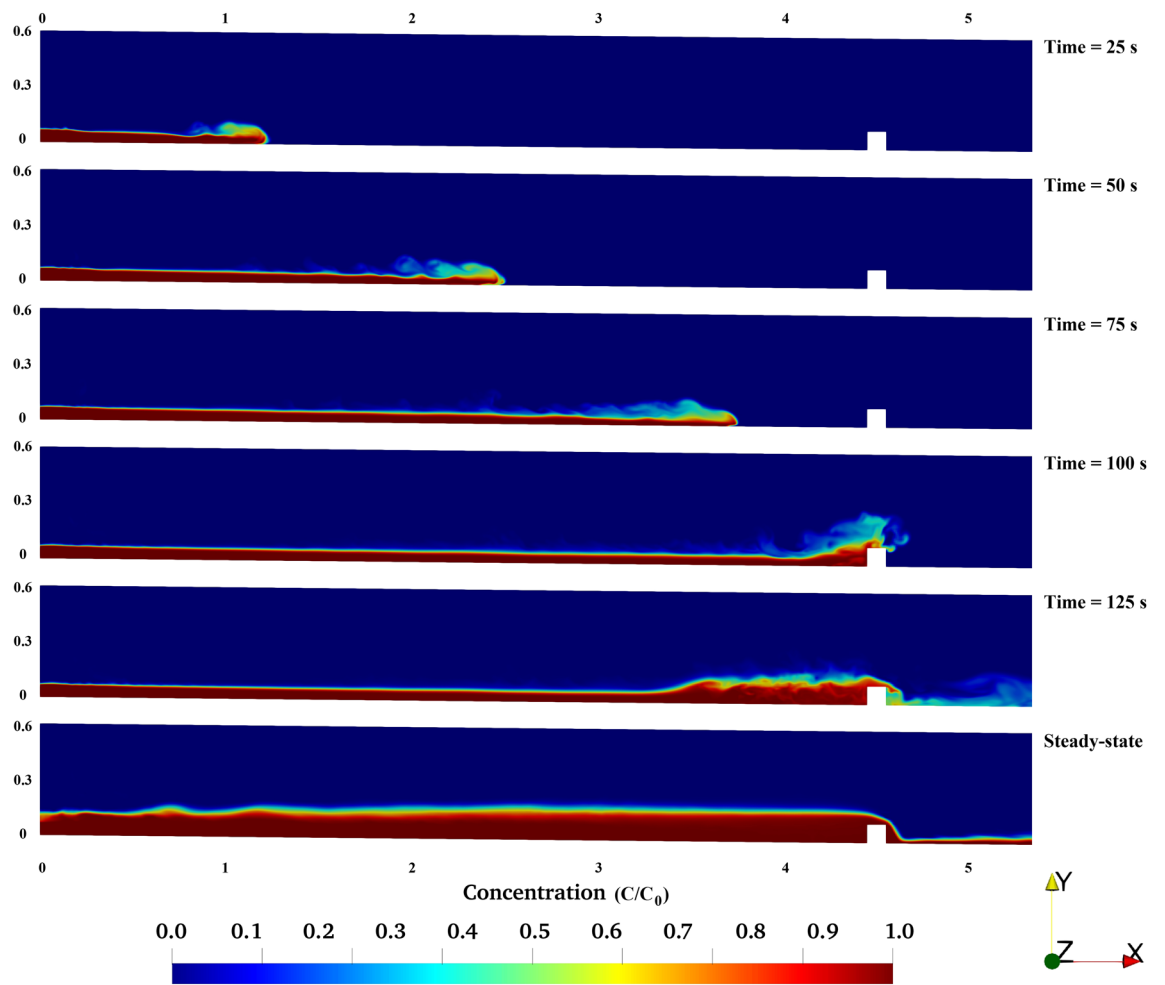 0 1 2 3 4 5
0.6
0.3
0
Time = 25 s
0.6
0.3
0
Time = 50 s
0.6
0.3
0
Time = 75 s
0.6
0.3
0
Time = 100 s
0.6
0.3
0
Time = 125 s
0.6
0.3
0
Steady-state
0 1 2 3 4 5
Concentration (C/C₀)
0.0 0.1 0.2 0.3 0.4 0.5 0.6 0.7 0.8 0.9 1.0
Y
Z X